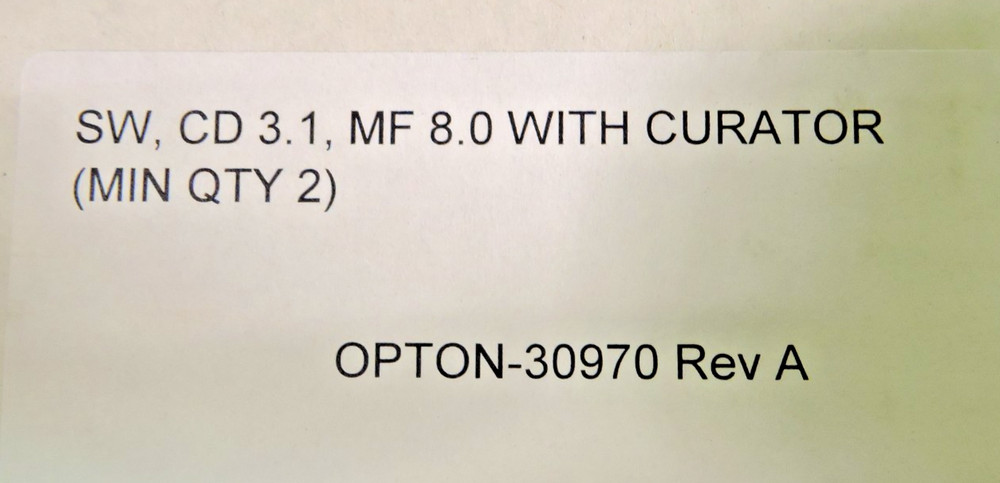 SW, CD 3.1, MF 8.0 WITH CURATOR
(MIN QTY 2)
OPTON-30970 Rev A